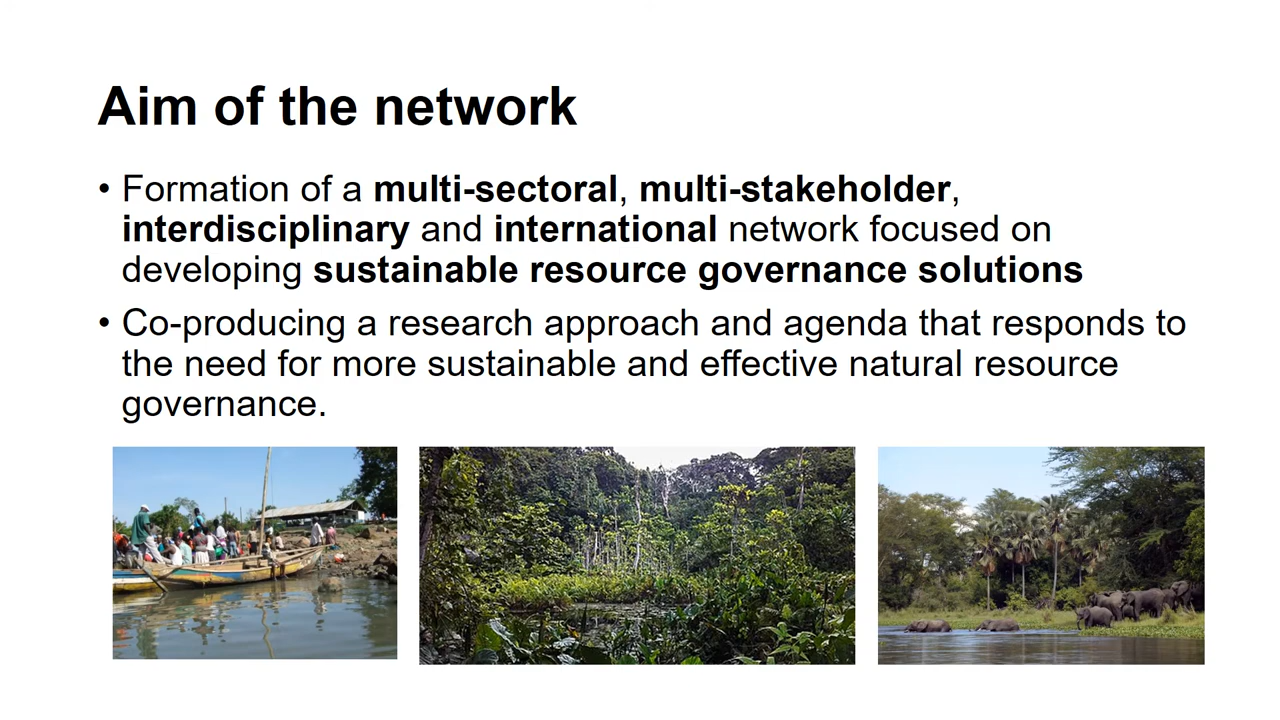 Aim of the network
• Formation of a multi-sectoral, multi-stakeholder,
interdisciplinary and international network focused on
developing sustainable resource governance solutions
• Co-producing a research approach and agenda that responds to
the need for more sustainable and effective natural resource
governance.